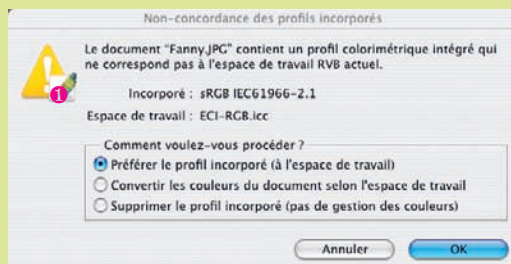 Non-concordance des profils incorporés
Le document "Fanny.JPG" contient un profil colorimétrique intégré qui
ne correspond pas à l'espace de travail RVB actuel.
1
Incorporé : sRGB IEC61966-2.1
Espace de travail : ECI-RGB.icc
Comment voulez-vous procéder ?
Préférer le profil incorporé (à l'espace de travail)
Convertir les couleurs du document selon l'espace de travail
Supprimer le profil incorporé (pas de gestion des couleurs)
Annuler OK